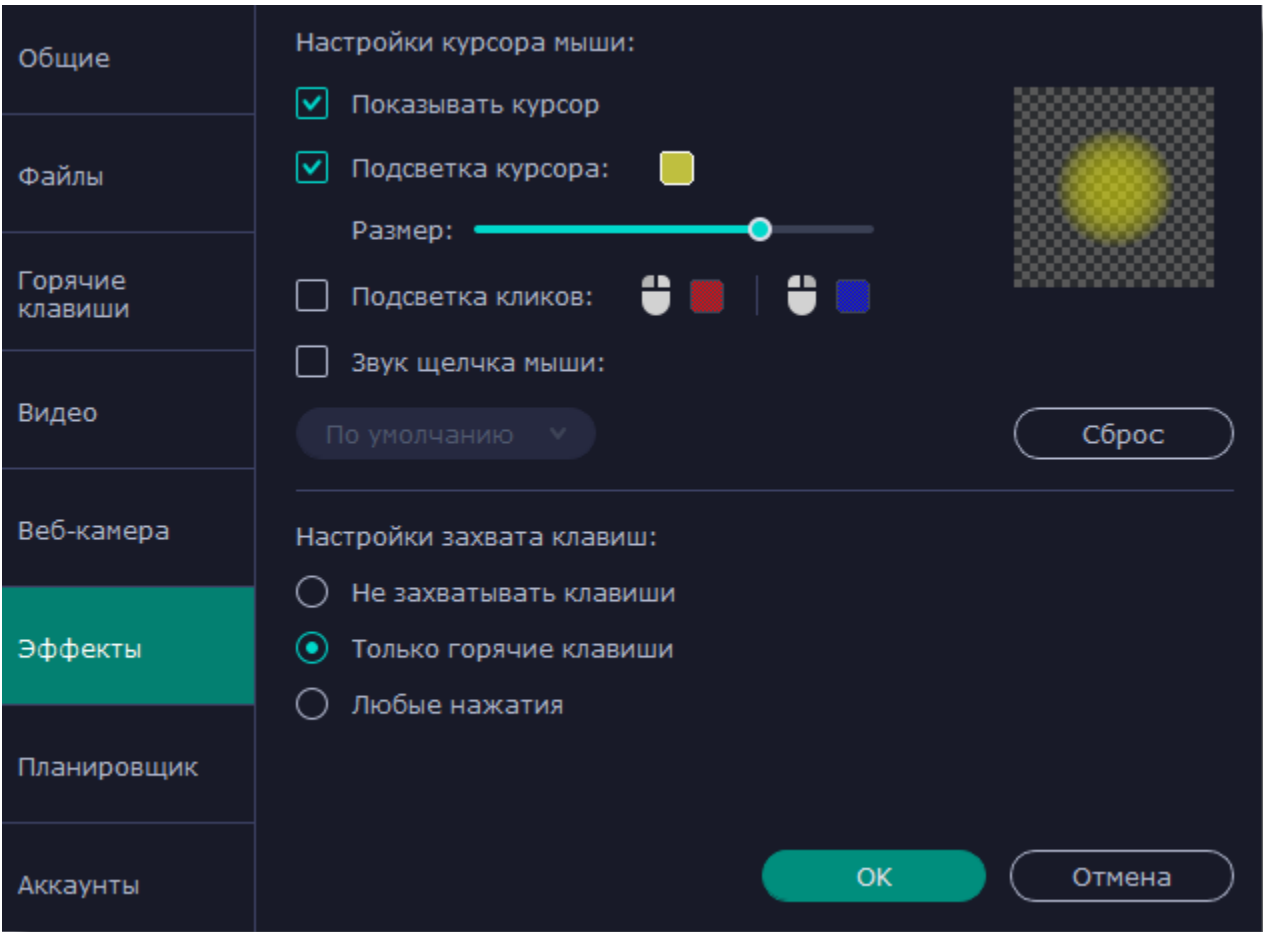 Общие
Файлы
Горячие
клавиши
Видео
Веб-камера
Эффекты
Планировщик
Аккаунты
Настройки курсора мыши:
Показывать курсор
Подсветка курсора:
Размер:
Подсветка кликов:
Звук щелчка мыши:
По умолчанию
Сброс
Настройки захвата клавиш:
Не захватывать клавиши
Только горячие клавиши
Любые нажатия
OK
Отмена